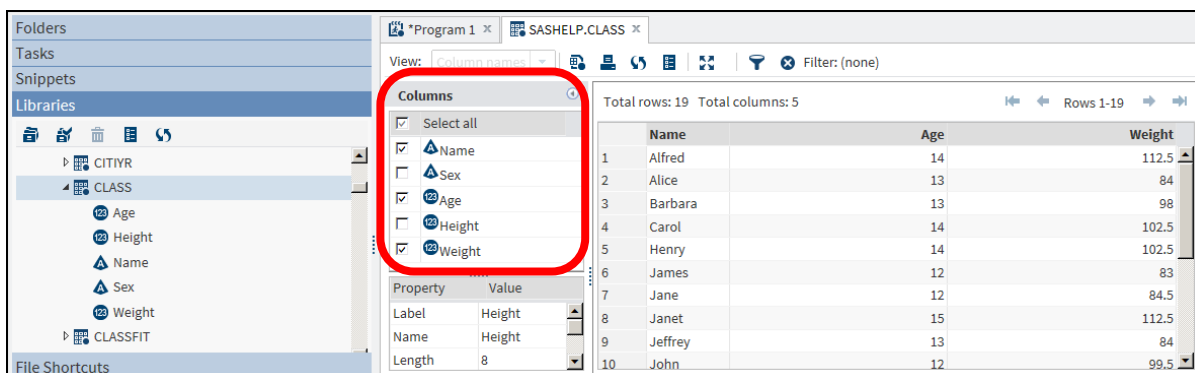 Folders
Tasks
Snippets
Libraries
CITIYR
CLASS
Age
Height
Name
Sex
Weight
CLASSFIT
File Shortcuts
*Program 1 × SASHELP.CLASS ×
View: Column names Filter: (none)
Columns
Select all
Name
Sex
Age
Height
Weight
Property Value
Label Height
Name Height
Length 8
Total rows: 19 Total columns: 5 Rows 1-19
Name Age Weight
1 Alfred 14 112.5
2 Alice 13 84
3 Barbara 13 98
4 Carol 14 102.5
5 Henry 14 102.5
6 James 12 83
7 Jane 12 84.5
8 Janet 15 112.5
9 Jeffrey 13 84
10 John 12 99.5